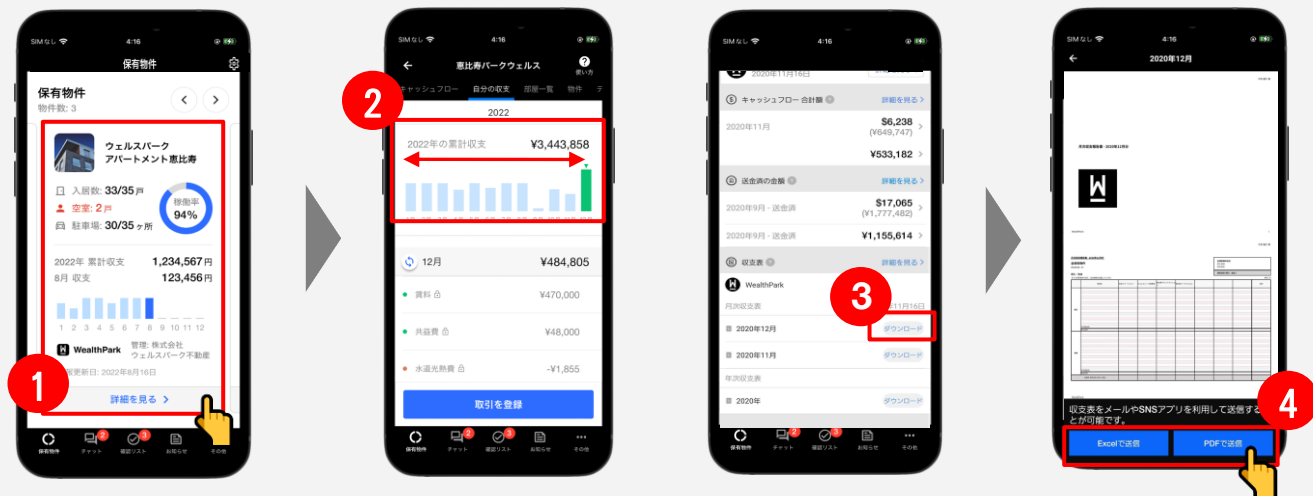 SIMなし
4:16
保有物件
保有物件
物件数: 3
ウェルスパーク
アパートメント恵比寿
入居数: 33/35 戸
空室: 2 戸
駐車場: 30/35 ヶ所
稼働率
94%
2022年 累計収支 1,234,567 円
8月 収支 123,456 円
1 2 3 4 5 6 7 8 9 10 11 12
WealthPark
管理: 株式会社
ウェルスパーク不動産
更新日: 2022年8月16日
詳細を見る
1
2
3
保有物件 チャット 確認リスト お知らせ その他
SIMなし
4:16
恵比寿パークウェルス
?
使い方
キャッシュフロー 自分の収支 部屋一覧 物件
2
2022
2022年の累計収支 ¥3,443,858
12月 ¥484,805
賃料 ¥470,000
共益費 ¥48,000
水道光熱費 -¥1,855
取引を登録
2
3
保有物件 チャット 確認リスト お知らせ その他
SIMなし
4:16
2020年11月16日
キャッシュフロー 合計額 詳細を見る
2020年11月 $6,238
(¥649,747)
¥533,182
送金済の金額 詳細を見る
2020年9月 - 送金済 $17,065
(¥1,777,482)
2020年9月 - 送金済 ¥1,155,614
収支表 詳細を見る
WealthPark
3
月次収支表 年11月16日
2020年12月 ダウンロード
2020年11月 ダウンロード
年次収支表
2020年 ダウンロード
2
3
保有物件 チャット 確認リスト お知らせ その他
SIMなし
4:16
2020年12月
4
収支表をメールやSNSアプリを利用して送信する
とが可能です。
Excelで送信 PDFで送信